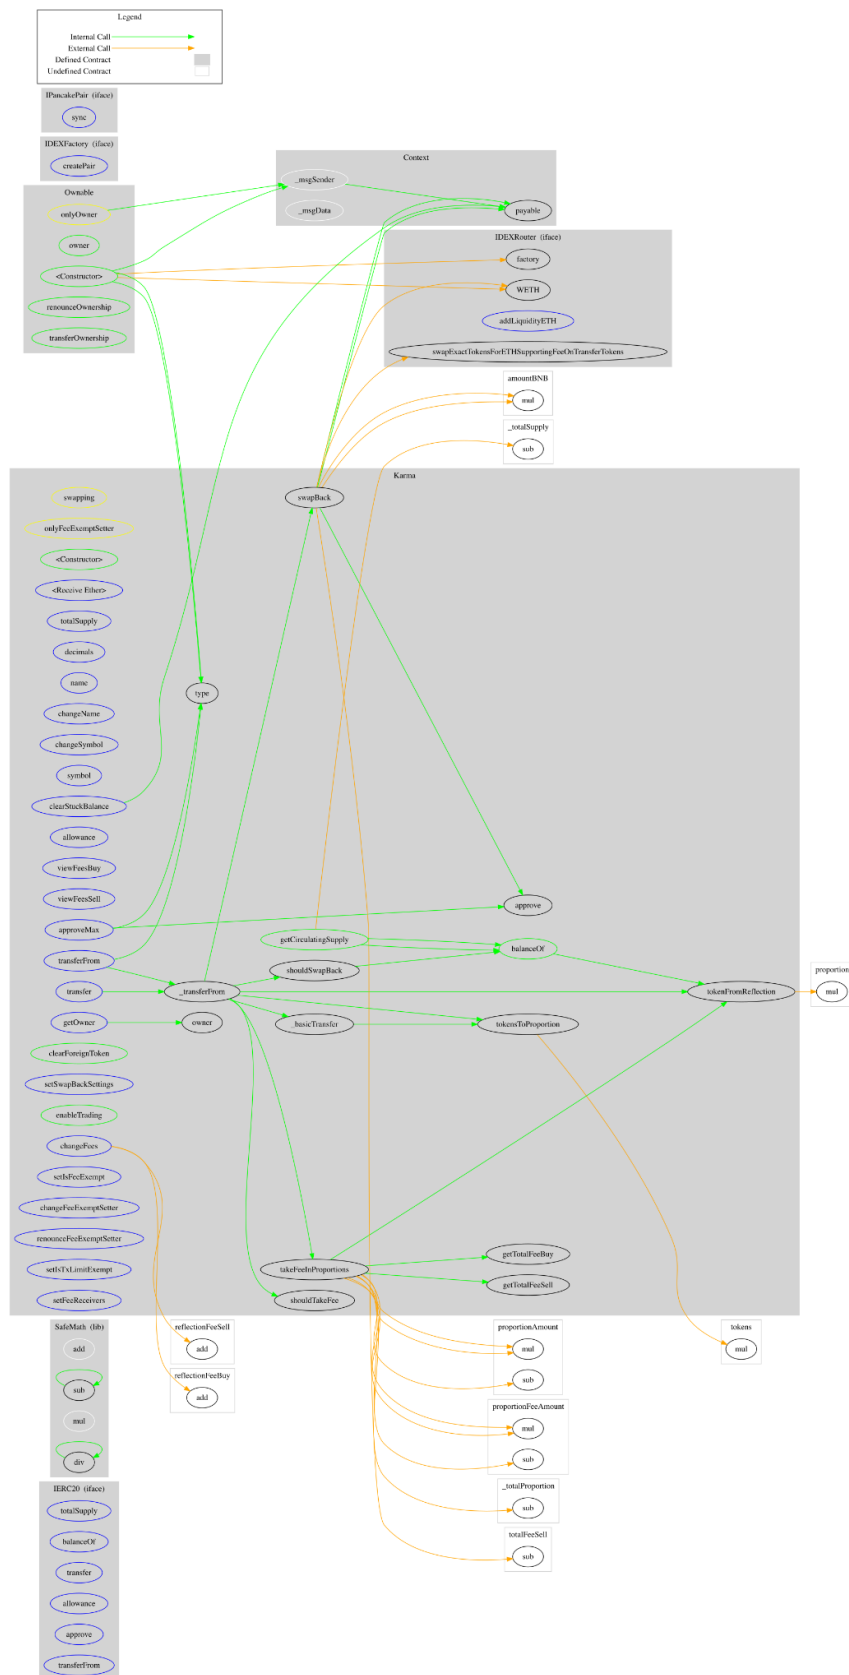 Legend
Internal Call
External Call
Defined Contract
Undefined Contract
IPancakePair (iface)
sync
IDEXFactory (iface)
createPair
Ownable
onlyOwner
owner
<Constructor>
renounceOwnership
transferOwnership
Context
_msgSender
_msgData
payable
IDEXRouter (iface)
factory
WETH
addLiquidityETH
swapExactTokensForETHSupportingFeeOnTransferTokens
amountBNB
mul
_totalSupply
sub
Karma
swapping
onlyFeeExemptSetter
<Constructor>
<Receive Ether>
totalSupply
decimals
name
changeName
changeSymbol
symbol
clearStuckBalance
allowance
viewFeesBuy
viewFeesSell
approveMax
transferFrom
transfer
getOwner
clearForeignToken
setSwapBackSettings
enableTrading
changeFees
setIsFeeExempt
changeFeeExemptSetter
renounceFeeExemptSetter
setIsTxLimitExempt
setFeeReceivers
type
_transferFrom
owner
swapBack
getCirculatingSupply
shouldSwapBack
_basicTransfer
takeFeeInProportions
shouldTakeFee
approve
balanceOf
tokensToProportion
getTotalFeeBuy
getTotalFeeSell
tokenFromReflection
proportion
mul
SafeMath (lib)
add
sub
mul
div
reflectionFeeSell
add
reflectionFeeBuy
add
proportionAmount
mul
sub
proportionFeeAmount
mul
sub
_totalProportion
sub
totalFeeSell
sub
tokens
mul
IERC20 (iface)
totalSupply
balanceOf
transfer
allowance
approve
transferFrom